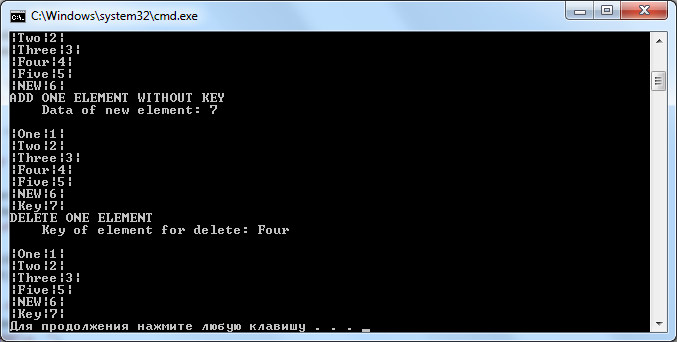 C:\Windows\system32\cmd.exe
|Two|2|
|Three|3|
|Four|4|
|Five|5|
|NEW|6|
ADD ONE ELEMENT WITHOUT KEY
    Data of new element: 7

|One|1|
|Two|2|
|Three|3|
|Four|4|
|Five|5|
|NEW|6|
|Key|7|
DELETE ONE ELEMENT
    Key of element for delete: Four

|One|1|
|Two|2|
|Three|3|
|Five|5|
|NEW|6|
|Key|7|
Для продолжения нажмите любую клавишу . . . _